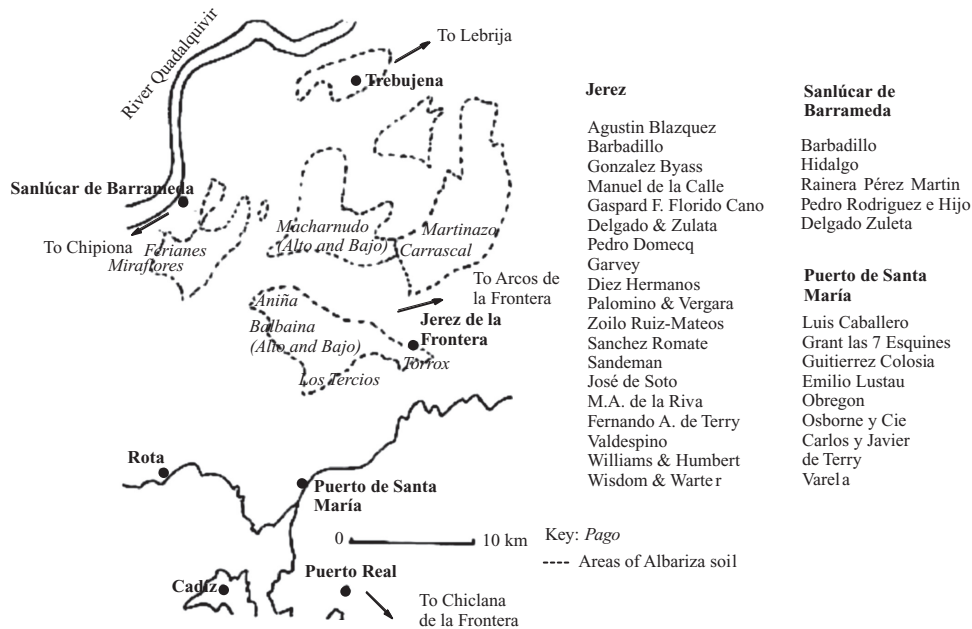 River Quadalquivir
To Lebrija
Trebujena
Sanlúcar de Barrameda
To Chipiona
Ferianes
Miraflores
Macharnudo
(Alto and Bajo)
Martinazo
Carrascal
To Arcos de
la Frontera
Aniña
Balbaina
(Alto and Bajo)
Jerez de la
Frontera
Torrox
Los Tercios
Rota
Puerto de Santa
María
0 10 km
Key: Pago
Areas of Albariza soil
Cadíz
Puerto Real
To Chiclana
de la Frontera
Jerez
Agustin Blazquez
Barbadillo
Gonzalez Byass
Manuel de la Calle
Gaspard F. Florido Cano
Delgado & Zulata
Pedro Domecq
Garvey
Diez Hermanos
Palomino & Vergara
Zoilo Ruiz-Mateos
Sanchez Romate
Sandeman
José de Soto
M.A. de la Riva
Fernando A. de Terry
Valdespino
Williams & Humbert
Wisdom & Warter
Sanlúcar de
Barrameda
Barbadillo
Hidalgo
Rainera Pérez Martin
Pedro Rodriguez e Hijo
Delgado Zuleta
Puerto de Santa
María
Luis Caballero
Grant las 7 Esquines
Guitierrez Colosia
Emilio Lustau
Obregon
Osborne y Cie
Carlos y Javier
de Terry
Varela